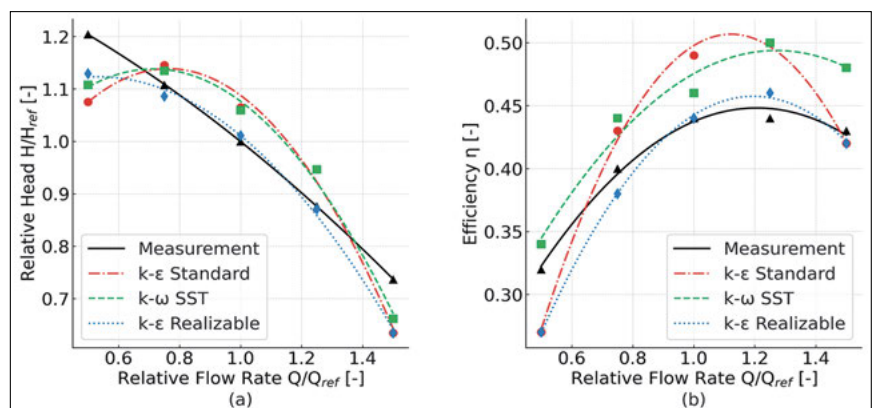 1.2
1.1
1.0
0.9
0.8
0.7
Relative Head H/H_ref [-]
Measurement
k-ε Standard
k-ω SST
k-ε Realizable
0.6 0.8 1.0 1.2 1.4
Relative Flow Rate Q/Q_ref [-]
(a)
0.50
0.45
0.40
0.35
0.30
Efficiency η [-]
Measurement
k-ε Standard
k-ω SST
k-ε Realizable
0.6 0.8 1.0 1.2 1.4
Relative Flow Rate Q/Q_ref [-]
(b)